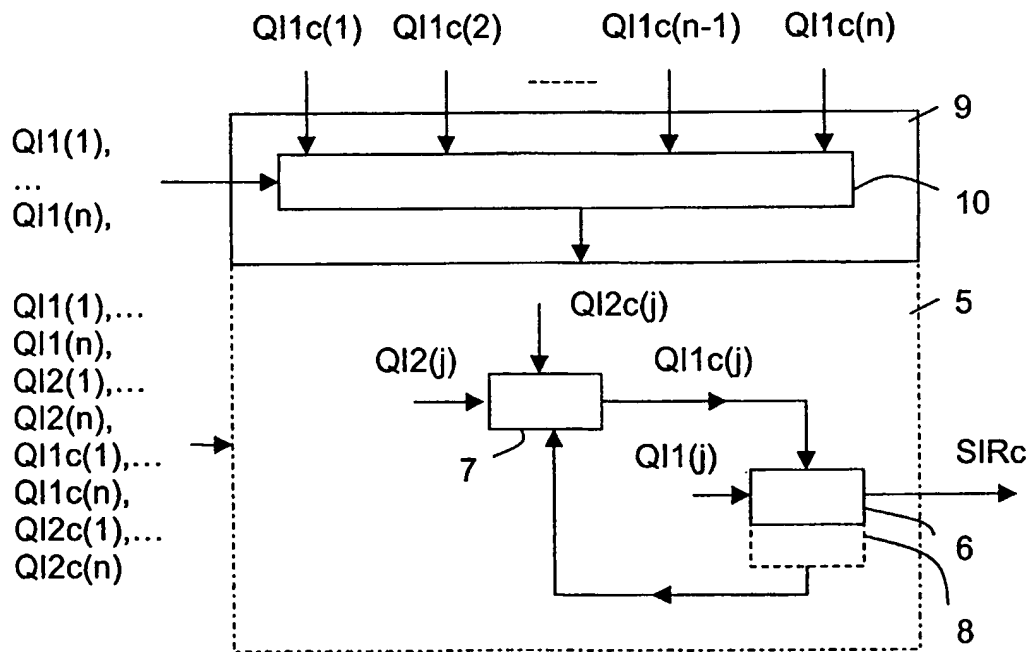 QI1c(1) QI1c(2) QI1c(n-1) QI1c(n)
9
QI1(1),
...
QI1(n),
10
QI1(1),...
QI1(n),
QI2(1),...
QI2(n),
QI1c(1),...
QI1c(n),
QI2c(1),...
QI2c(n)
5
QI2c(j)
QI2(j) QI1c(j)
7
QI1(j) SIRc
6
8